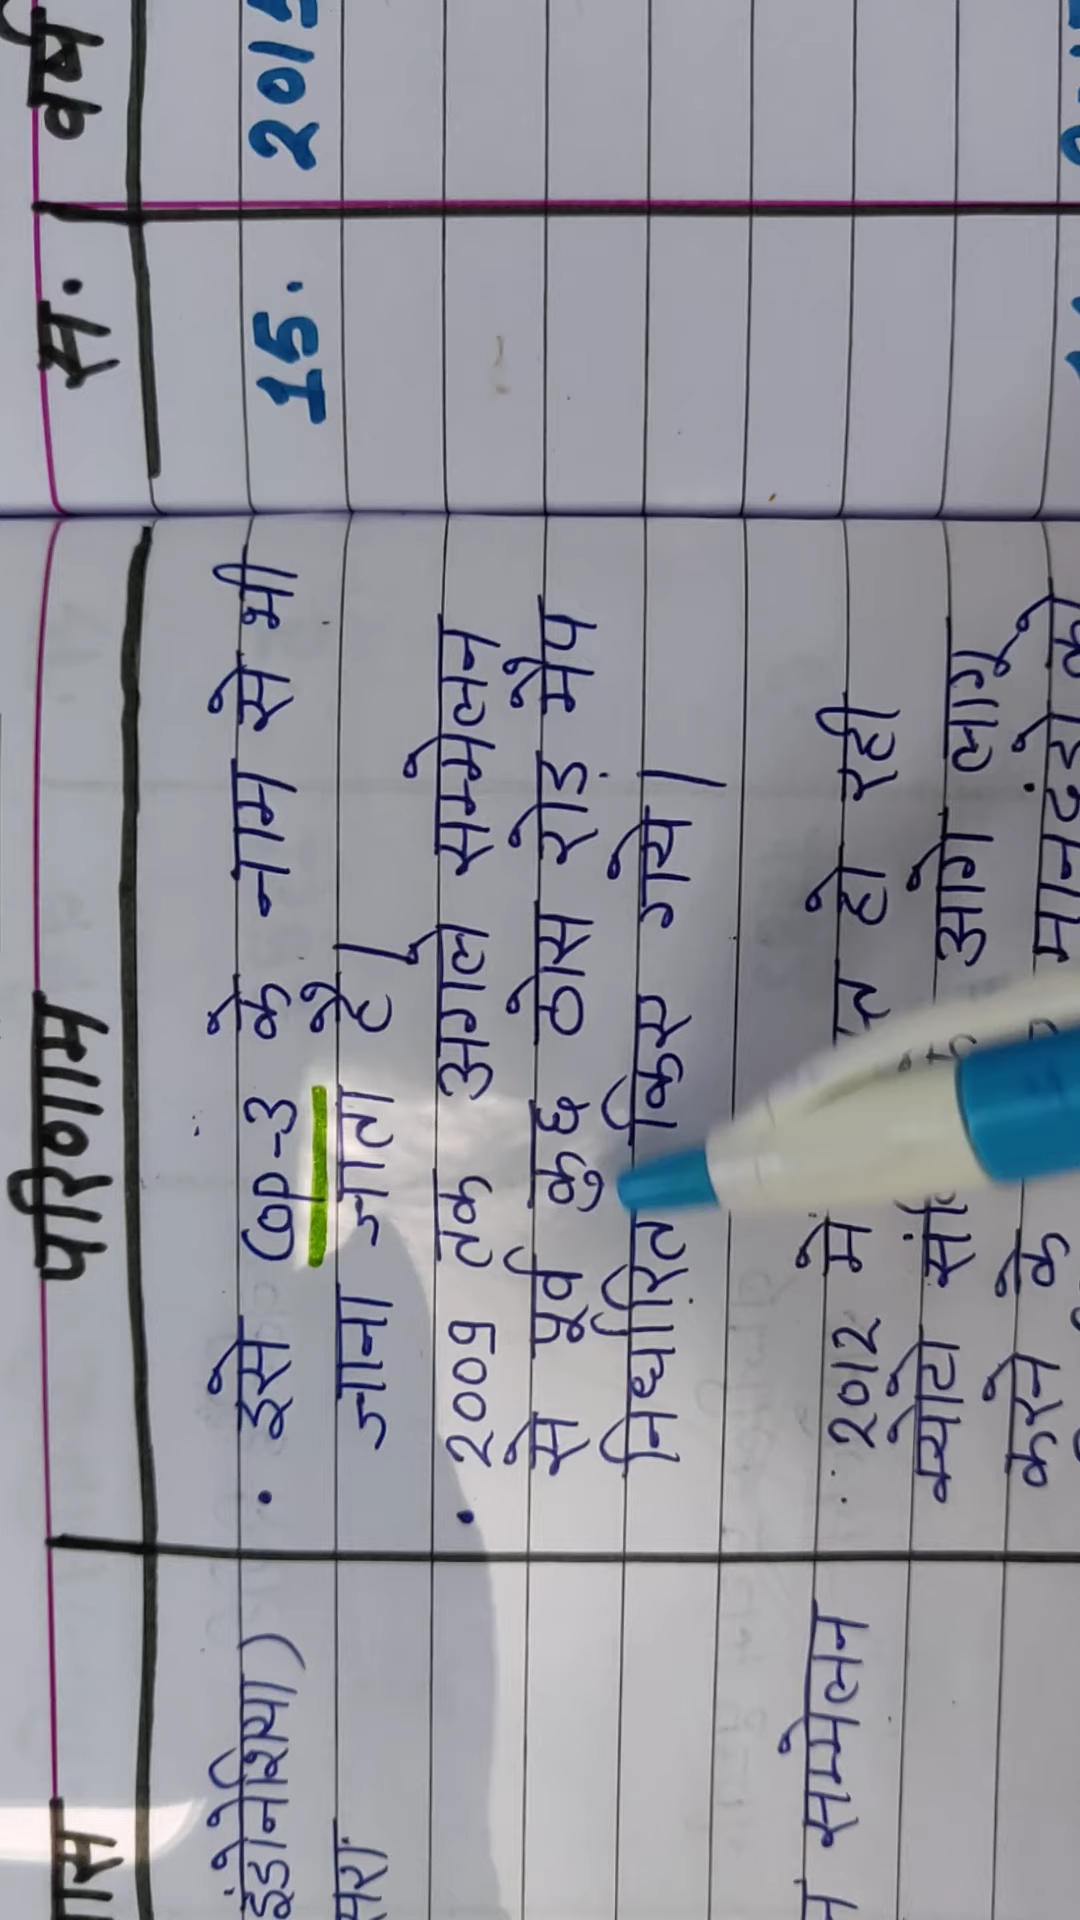 परिणाम
स.
वर्ष
इंडोनेशिया)
• इसे Cop-3 के नाम से भी
जाना जाता है।
• 2009 तक अगले सम्मेलन
से पूर्व कुछ ठोस रोड़ मेप
निर्धारित किए गये।
सम्मेलन
• 2012 में हो रही
क्योटो को आगे लागू
करने के मानदंडो को
15.